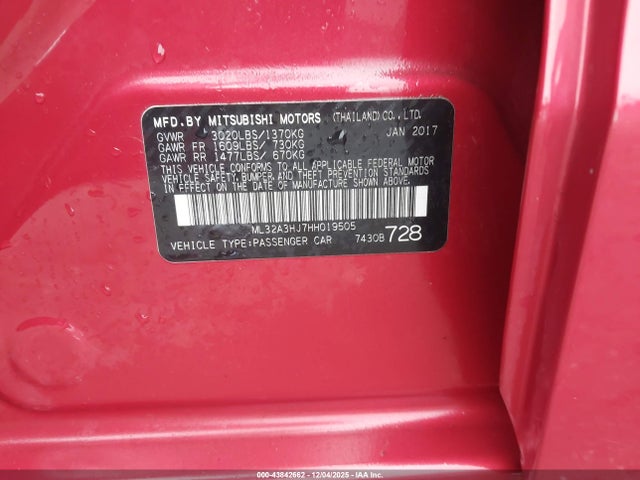 MFD.BY MITSUBISHI MOTORS (THAILAND)CO.,LTD.
GVWR 3020LBS/1370KG JAN 2017
GAWR FR 1609LBS/ 730KG
GAWR RR 1477LBS/ 670KG
THIS VEHICLE CONFORMS TO ALL APPLICABLE FEDERAL MOTOR
VEHICLE SAFETY, BUMPER, AND THEFT PREVENTION STANDARDS
IN EFFECT ON THE DATE OF MANUFACTURE SHOWN ABOVE.
ML32A3HJ7HH019505
VEHICLE TYPE:PASSENGER CAR 7430B 728
000-43842662 - 12/04/2025 - IAA Inc.